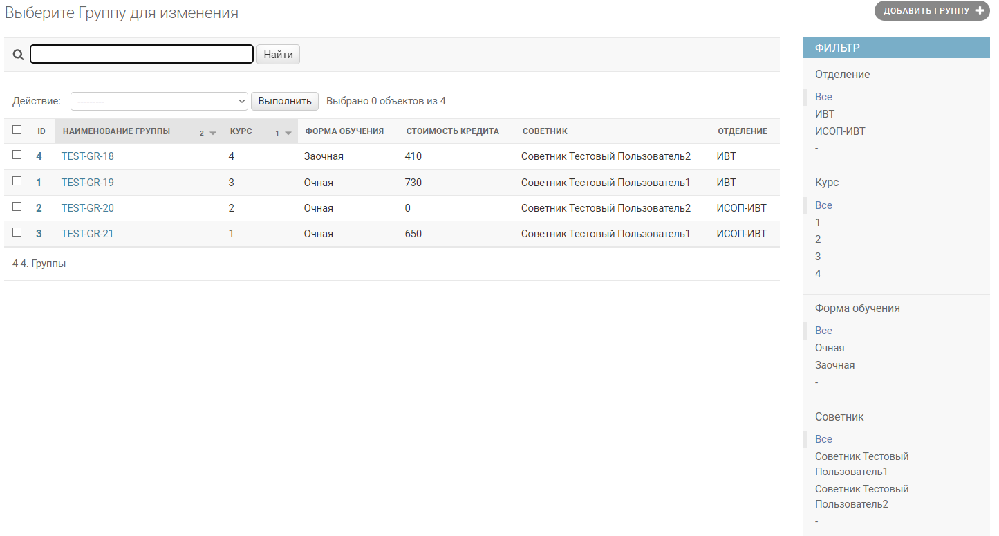 Выберите Группу для изменения
ДОБАВИТЬ ГРУППУ +
Найти
Действие: --------- Выполнить Выбрано 0 объектов из 4
ID НАИМЕНОВАНИЕ ГРУППЫ 2 КУРС 1 ФОРМА ОБУЧЕНИЯ СТОИМОСТЬ КРЕДИТА СОВЕТНИК ОТДЕЛЕНИЕ
4 TEST-GR-18 4 Заочная 410 Советник Тестовый Пользователь2 ИВТ
1 TEST-GR-19 3 Очная 730 Советник Тестовый Пользователь1 ИВТ
2 TEST-GR-20 2 Очная 0 Советник Тестовый Пользователь2 ИСОП-ИВТ
3 TEST-GR-21 1 Очная 650 Советник Тестовый Пользователь1 ИСОП-ИВТ
4 4. Группы
ФИЛЬТР
Отделение
Все
ИВТ
ИСОП-ИВТ
-
Курс
Все
1
2
3
4
Форма обучения
Все
Очная
Заочная
-
Советник
Все
Советник Тестовый
Пользователь1
Советник Тестовый
Пользователь2
-